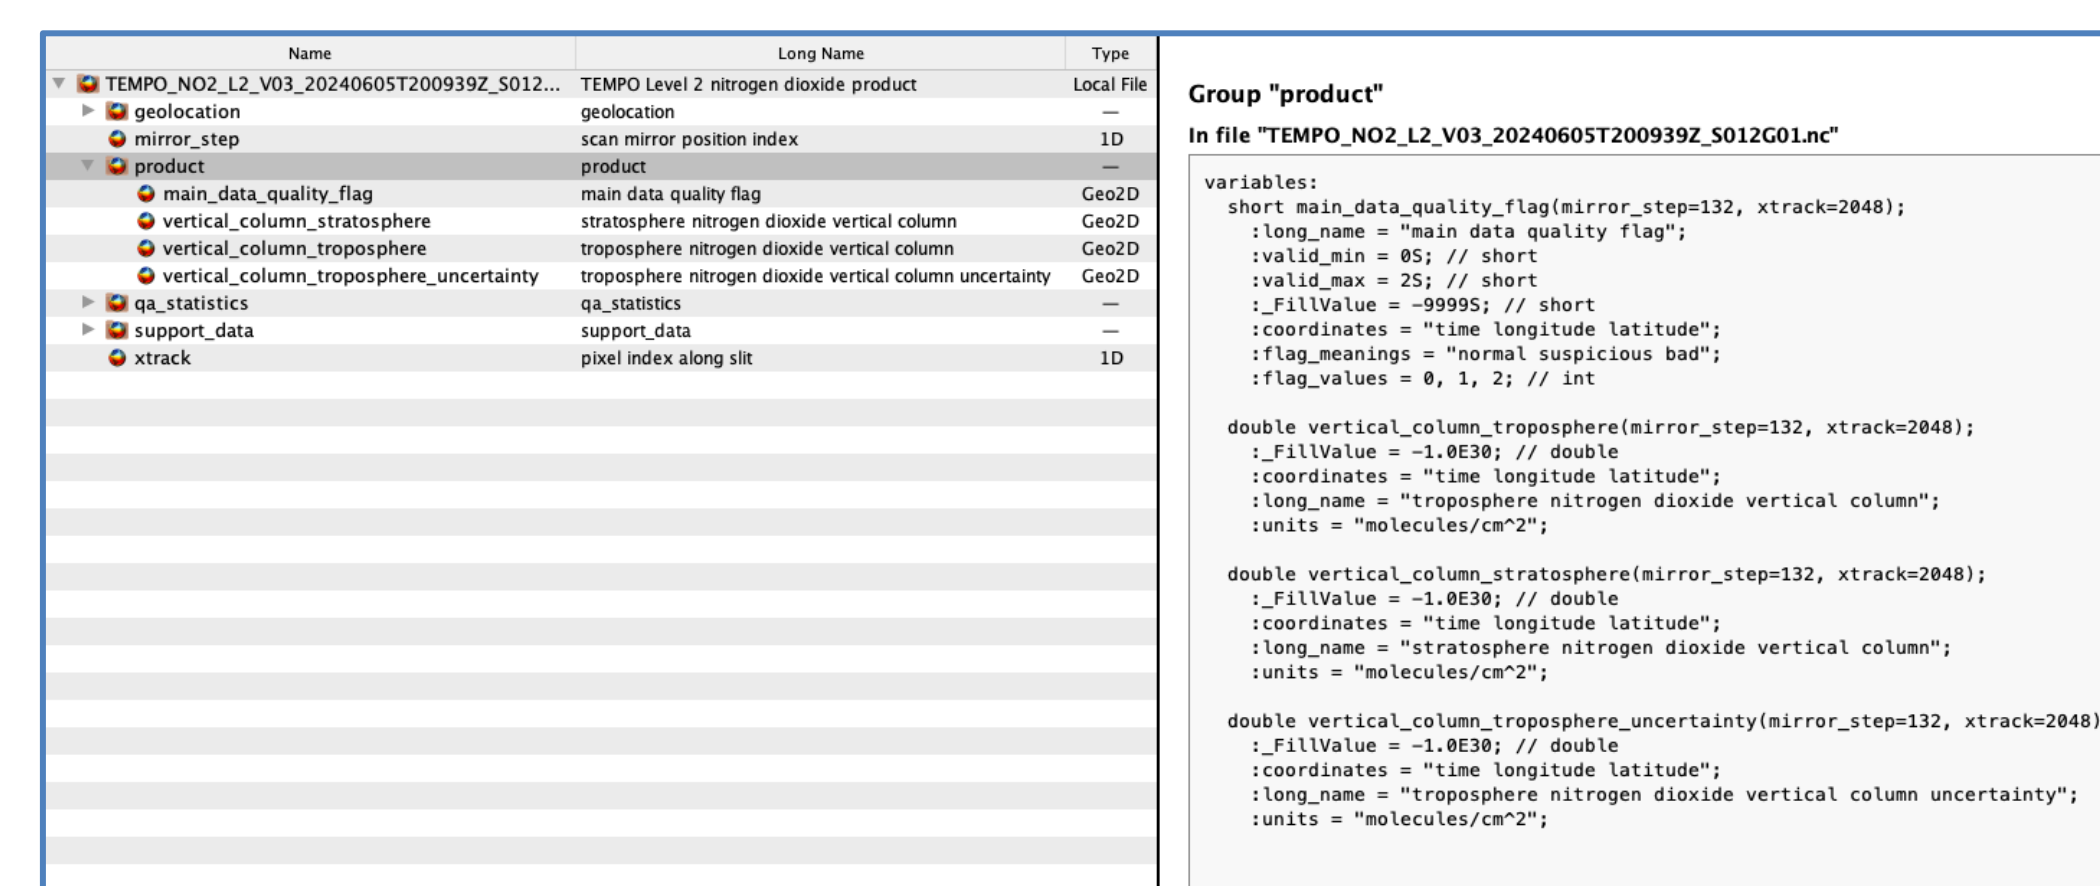 Name Long Name Type
TEMPO_NO2_L2_V03_20240605T200939Z_S012... TEMPO Level 2 nitrogen dioxide product Local File
geolocation geolocation —
mirror_step scan mirror position index 1D
product product —
main_data_quality_flag main data quality flag Geo2D
vertical_column_stratosphere stratosphere nitrogen dioxide vertical column Geo2D
vertical_column_troposphere troposphere nitrogen dioxide vertical column Geo2D
vertical_column_troposphere_uncertainty troposphere nitrogen dioxide vertical column uncertainty Geo2D
qa_statistics qa_statistics —
support_data support_data —
xtrack pixel index along slit 1D
Group "product"
In file "TEMPO_NO2_L2_V03_20240605T200939Z_S012G01.nc"
variables:
short main_data_quality_flag(mirror_step=132, xtrack=2048);
:long_name = "main data quality flag";
:valid_min = 0S; // short
:valid_max = 2S; // short
:_FillValue = -9999S; // short
:coordinates = "time longitude latitude";
:flag_meanings = "normal suspicious bad";
:flag_values = 0, 1, 2; // int
double vertical_column_troposphere(mirror_step=132, xtrack=2048);
:_FillValue = -1.0E30; // double
:coordinates = "time longitude latitude";
:long_name = "troposphere nitrogen dioxide vertical column";
:units = "molecules/cm^2";
double vertical_column_stratosphere(mirror_step=132, xtrack=2048);
:_FillValue = -1.0E30; // double
:coordinates = "time longitude latitude";
:long_name = "stratosphere nitrogen dioxide vertical column";
:units = "molecules/cm^2";
double vertical_column_troposphere_uncertainty(mirror_step=132, xtrack=2048)
:_FillValue = -1.0E30; // double
:coordinates = "time longitude latitude";
:long_name = "troposphere nitrogen dioxide vertical column uncertainty";
:units = "molecules/cm^2";